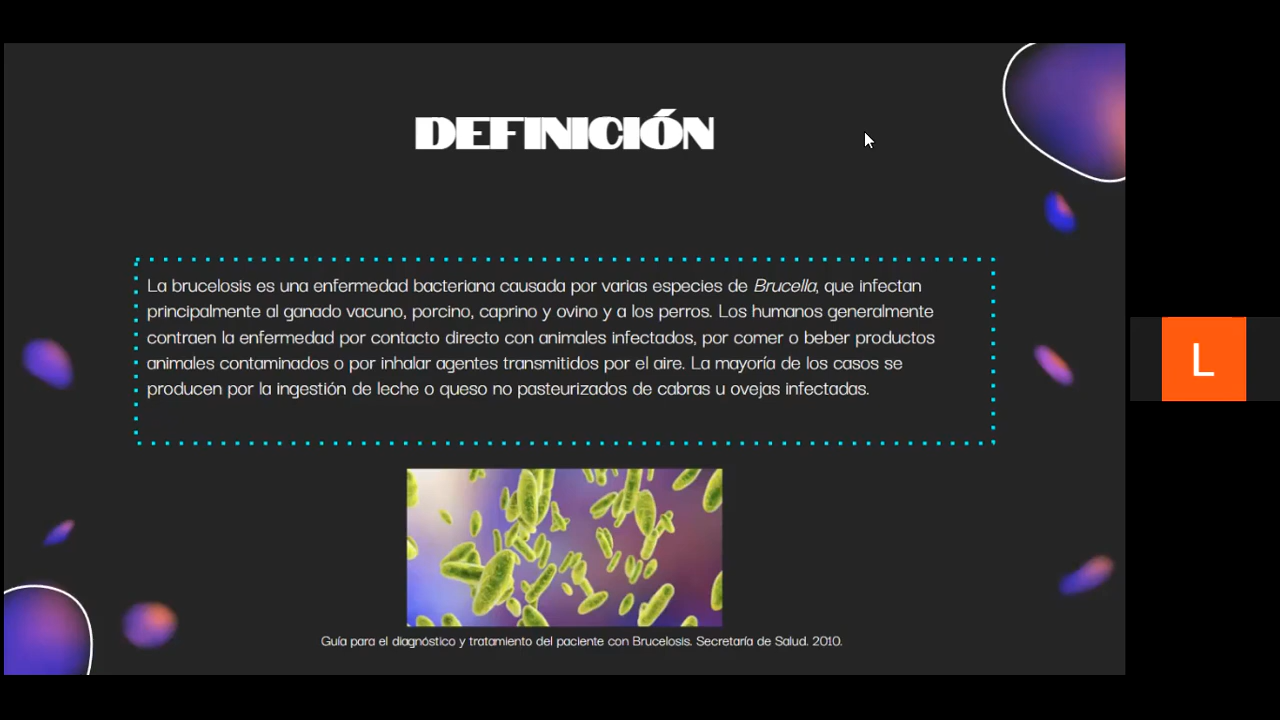 DEFINICIÓN
La brucelosis es una enfermedad bacteriana causada por varias especies de Brucella, que infectan
principalmente al ganado vacuno, porcino, caprino y ovino y a los perros. Los humanos generalmente
contraen la enfermedad por contacto directo con animales infectados, por comer o beber productos
animales contaminados o por inhalar agentes transmitidos por el aire. La mayoría de los casos se
producen por la ingestión de leche o queso no pasteurizados de cabras u ovejas infectadas.
L
Guía para el diagnóstico y tratamiento del paciente con Brucelosis. Secretaría de Salud. 2010.